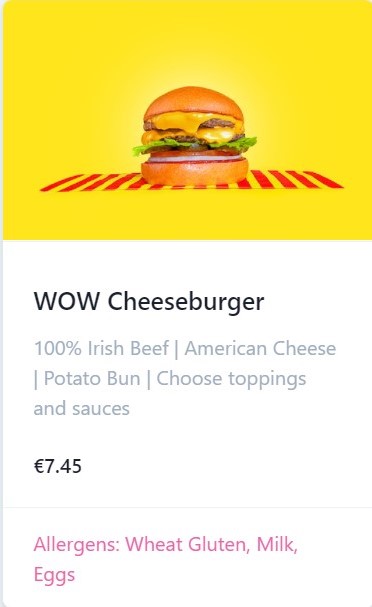 WOW Cheeseburger
100% Irish Beef | American Cheese
| Potato Bun | Choose toppings
and sauces
€7.45
Allergens: Wheat Gluten, Milk,
Eggs